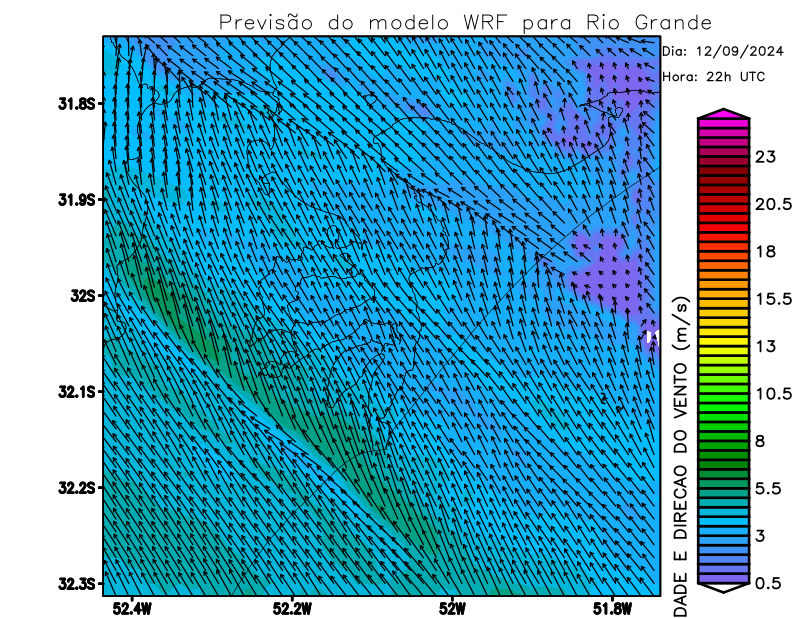 Previsão do modelo WRF para Rio Grande
Dia: 12/09/2024
Hora: 22h UTC
31.8S
31.9S
32S
32.1S
32.2S
32.3S
52.4W
52.2W
52W
51.8W
DADE E DIRECAO DO VENTO (m/s)
23
20.5
18
15.5
13
10.5
8
5.5
3
0.5